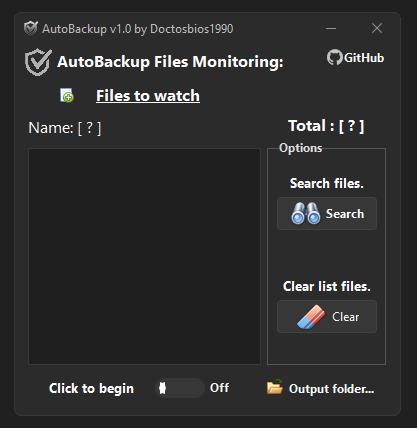 AutoBackup v1.0 by Doctosbios1990
AutoBackup Files Monitoring:
GitHub
Files to watch
Name: [ ? ]
Total : [ ? ]
Options
Search files.
Search
Clear list files.
Clear
Click to begin
Off
Output folder...